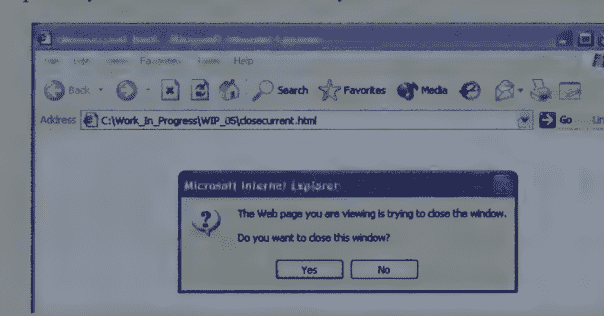 Help
Back
Search
Favorites
Media
Address C:\Work_In_Progress\WIP_05\closecurrent.html
Go
Microsoft Internet Explorer
The Web page you are viewing is trying to close the window.
Do you want to close this window?
Yes
No